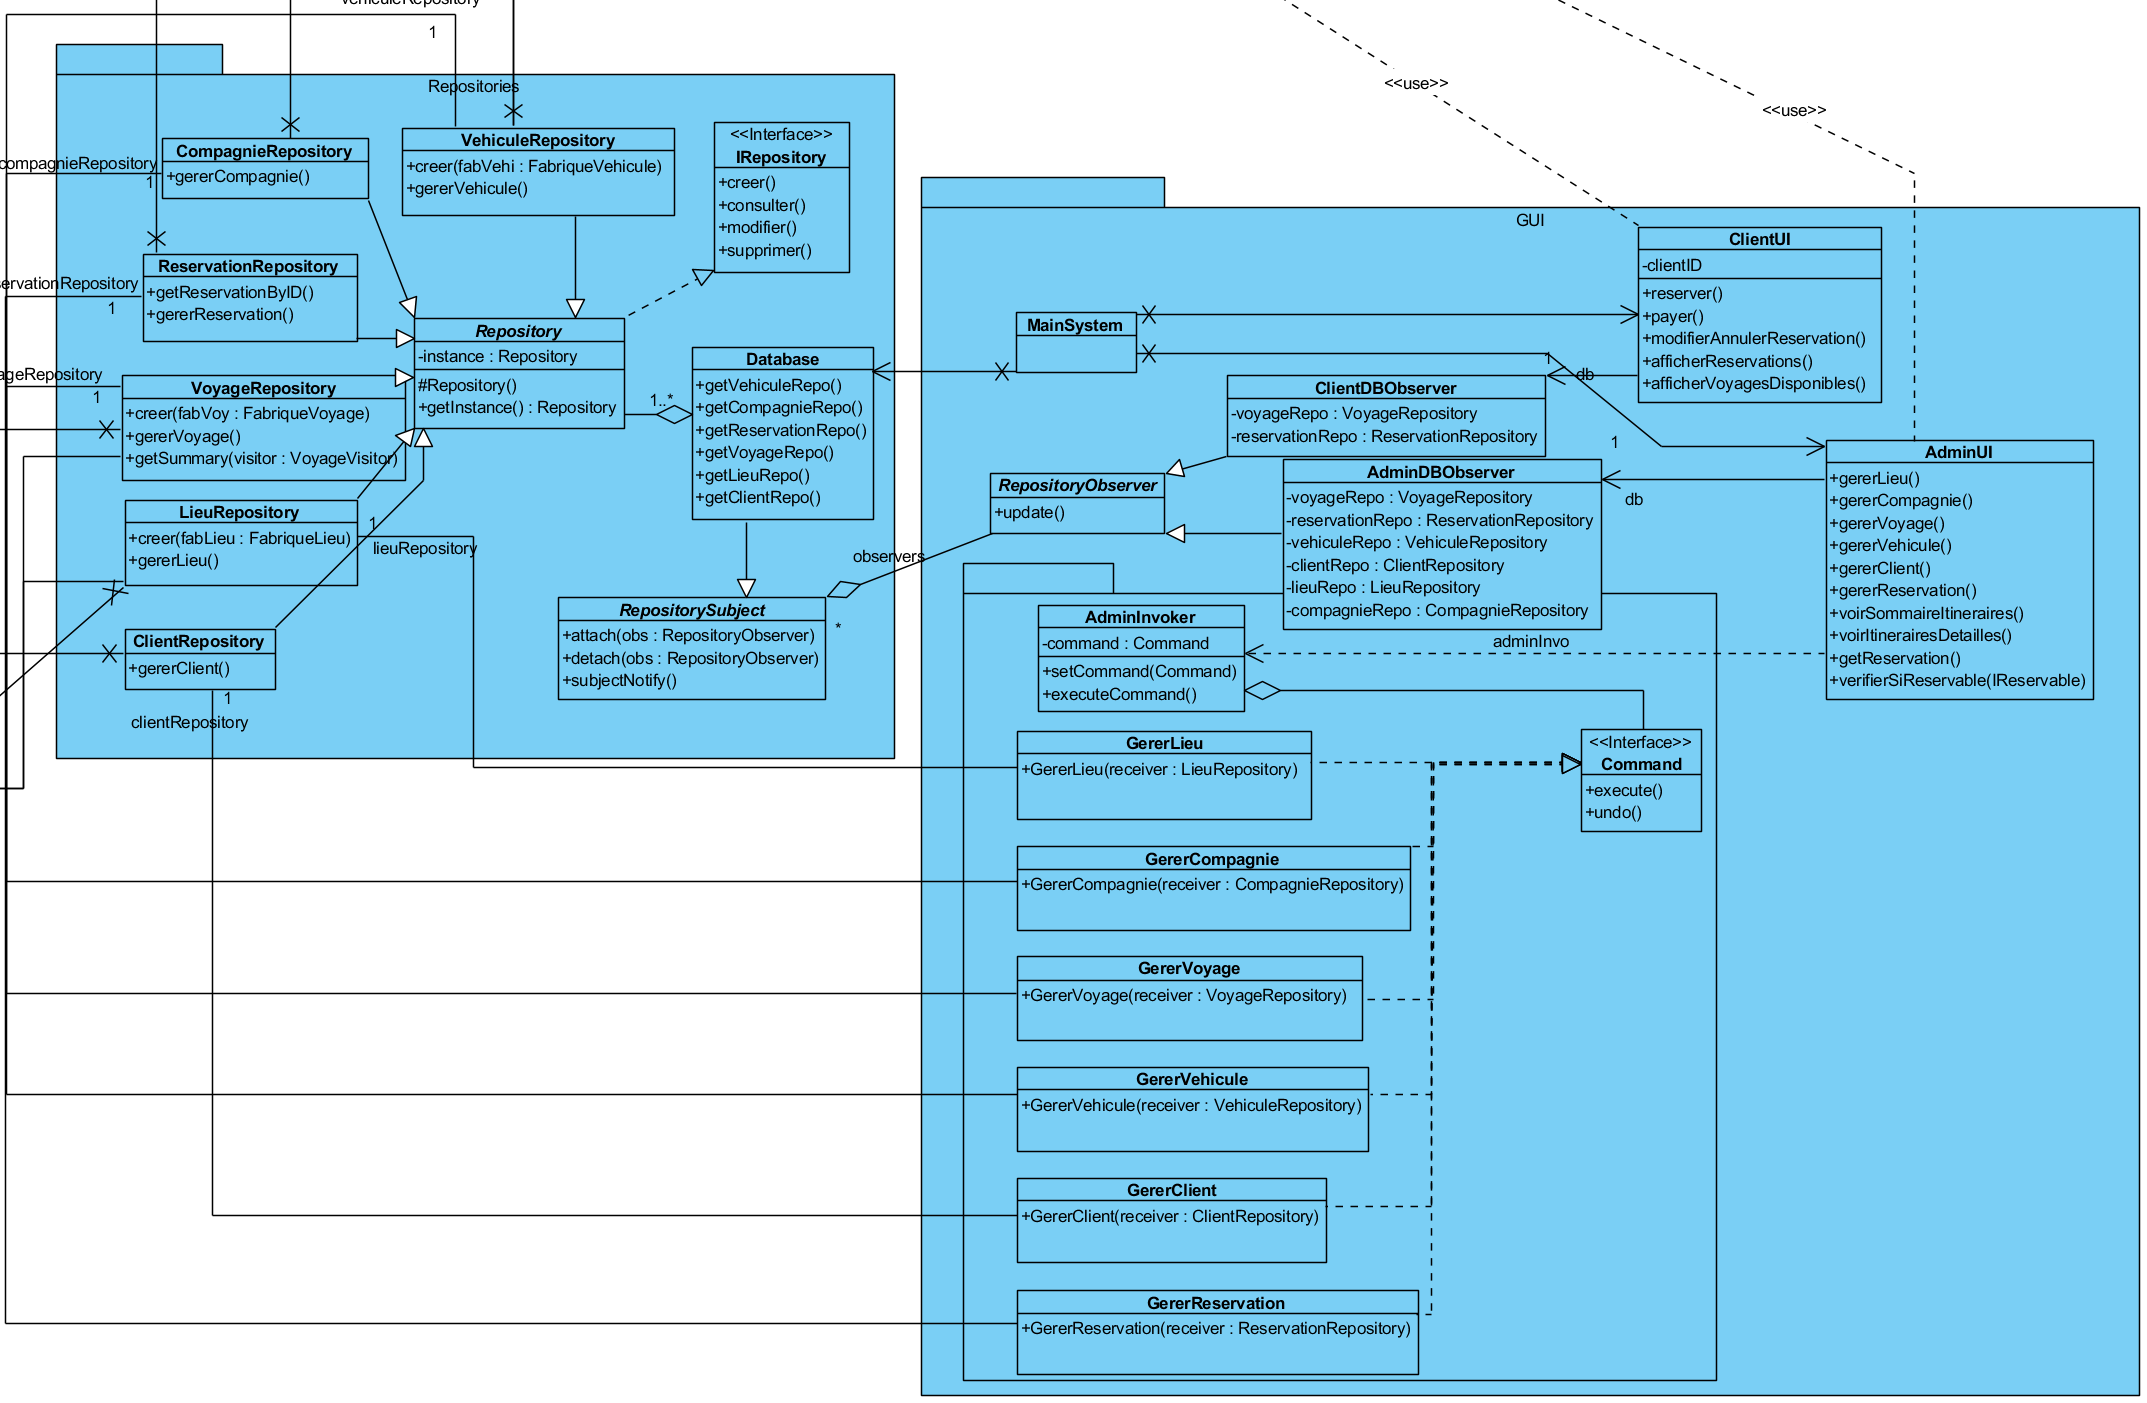 vehiculeRepository
1
Repositories
CompagnieRepository
+gererCompagnie()
compagnieRepository
1
VehiculeRepository
+creer(fabVehi : FabriqueVehicule)
+gererVehicule()
<<Interface>>
IRepository
+creer()
+consulter()
+modifier()
+supprimer()
ReservationRepository
+getReservationByID()
+gererReservation()
servationRepository
1
Repository
-instance : Repository
#Repository()
+getInstance() : Repository
1..*
Database
+getVehiculeRepo()
+getCompagnieRepo()
+getReservationRepo()
+getVoyageRepo()
+getLieuRepo()
+getClientRepo()
ageRepository
1
VoyageRepository
+creer(fabVoy : FabriqueVoyage)
+gererVoyage()
+getSummary(visitor : VoyageVisitor)
LieuRepository
+creer(fabLieu : FabriqueLieu)
+gererLieu()
1
lieuRepository
ClientRepository
+gererClient()
1
clientRepository
RepositorySubject
+attach(obs : RepositoryObserver)
+detach(obs : RepositoryObserver)
+subjectNotify()
observers
*
<<use>>
<<use>>
GUI
MainSystem
ClientUI
-clientID
+reserver()
+payer()
+modifierAnnulerReservation()
+afficherReservations()
+afficherVoyagesDisponibles()
1
db
ClientDBObserver
-voyageRepo : VoyageRepository
-reservationRepo : ReservationRepository
RepositoryObserver
+update()
AdminDBObserver
-voyageRepo : VoyageRepository
-reservationRepo : ReservationRepository
-vehiculeRepo : VehiculeRepository
-clientRepo : ClientRepository
-lieuRepo : LieuRepository
-compagnieRepo : CompagnieRepository
1
db
AdminUI
+gererLieu()
+gererCompagnie()
+gererVoyage()
+gererVehicule()
+gererClient()
+gererReservation()
+voirSommaireItineraires()
+voirItinerairesDetailles()
+getReservation()
+verifierSiReservable(IReservable)
adminInvo
AdminInvoker
-command : Command
+setCommand(Command)
+executeCommand()
<<Interface>>
Command
+execute()
+undo()
GererLieu
+GererLieu(receiver : LieuRepository)
GererCompagnie
+GererCompagnie(receiver : CompagnieRepository)
GererVoyage
+GererVoyage(receiver : VoyageRepository)
GererVehicule
+GererVehicule(receiver : VehiculeRepository)
GererClient
+GererClient(receiver : ClientRepository)
GererReservation
+GererReservation(receiver : ReservationRepository)